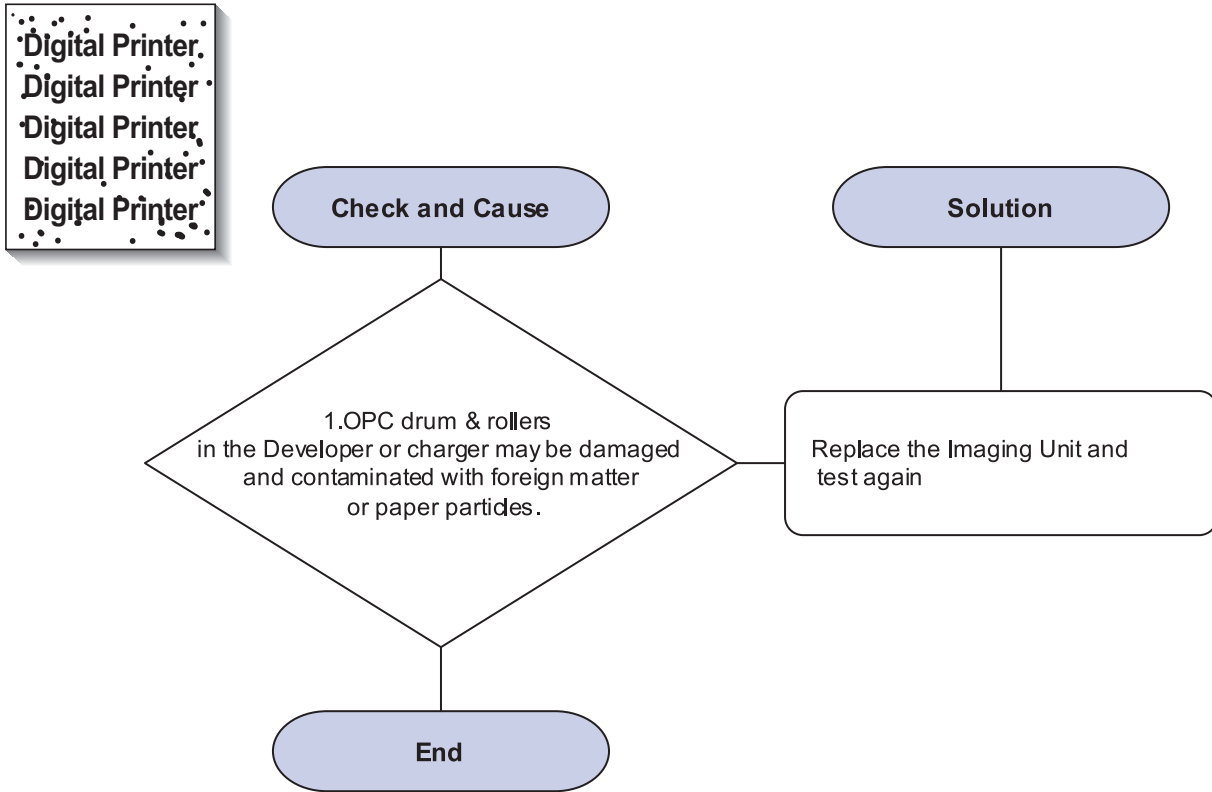 Digital Printer
Digital Printer
Digital Printer
Digital Printer
Digital Printer
Check and Cause
Solution
1.OPC drum & rollers
in the Developer or charger may be damaged
and contaminated with foreign matter
or paper particles.
Replace the Imaging Unit and
test again
End